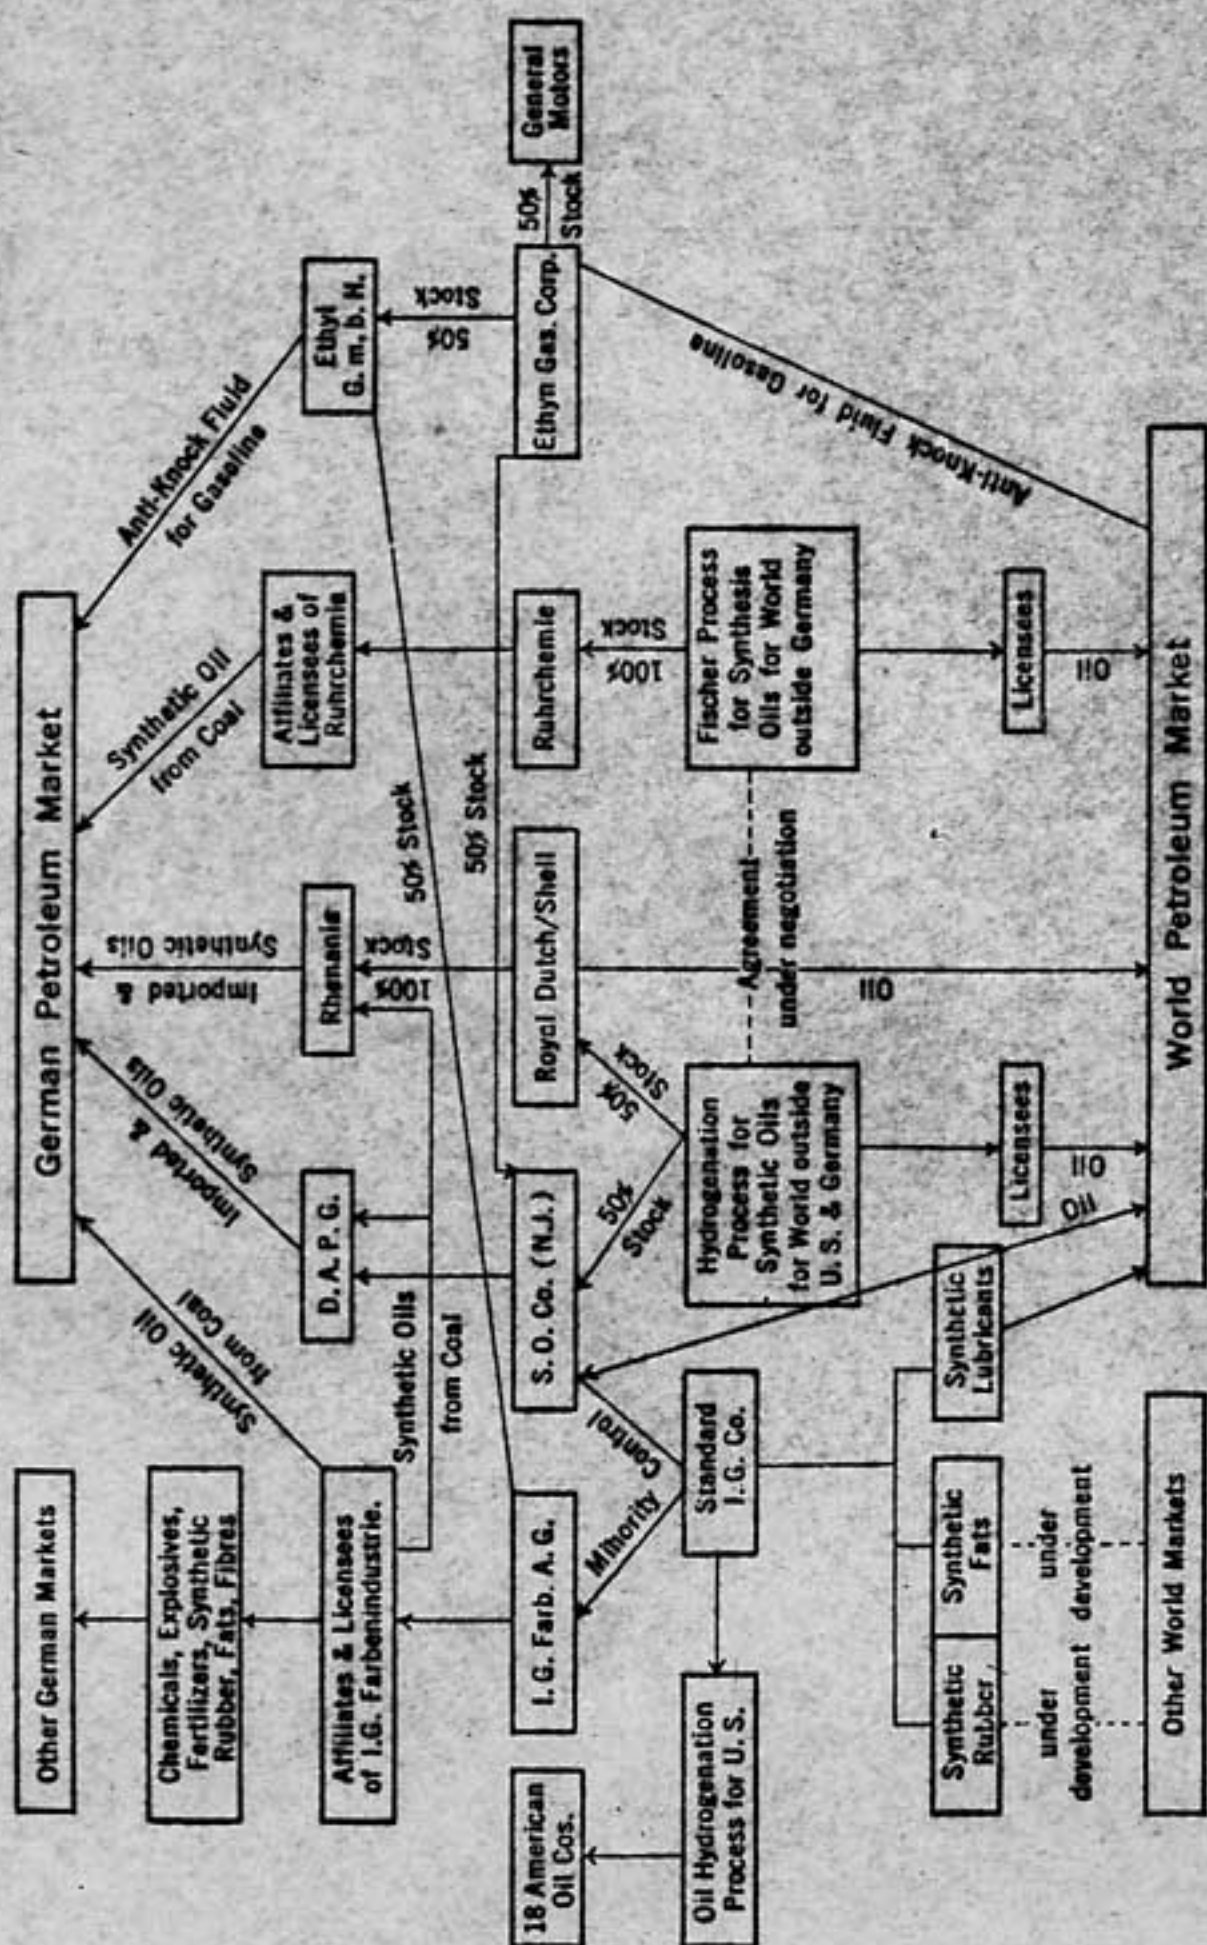 Other German Markets
German Petroleum Market
Chemicals, Explosives,
Fertilizers, Synthetic
Rubber, Fats, Fibres
Synthetic Oil
from Coal
Imported &
Synthetic Oils
Imported &
Synthetic Oils
Synthetic Oil
from Coal
Anti-Knock Fluid
for Gasoline
Affiliates & Licensees
of I.G. Farbenindustrie.
D. A. P. G.
Rhenanie
Affiliates &
Licensees of
Ruhrchemia
Ethyl
G. m. b. H.
Synthetic Oils
from Coal
100%
Stock
50% Stock
50%
Stock
50% Stock
18 American
Oil Cos.
I.G. Farb. A. G.
S. O. Co. (N.J.)
Royal Dutch/Shell
Ruhrchemie
Ethyn Gas. Corp.
50%
Stock
General
Motors
Minority Control
50%
Stock
50%
Stock
100%
Stock
Oil Hydrogenation
Process for U. S.
Standard
I.G. Co.
Hydrogenation
Process for
Synthetic Oils
for World outside
U. S. & Germany
Agreement
under negotiation
Fischer Process
for Synthesis
Oils for World
outside Germany
Anti-Knock Fluid for Gasoline
Oil
Synthetic
Rubber
Synthetic
Fats
Synthetic
Lubricants
Licensees
Licensees
under
development
under
development
Oil
Oil
Oil
Other World Markets
World Petroleum Market